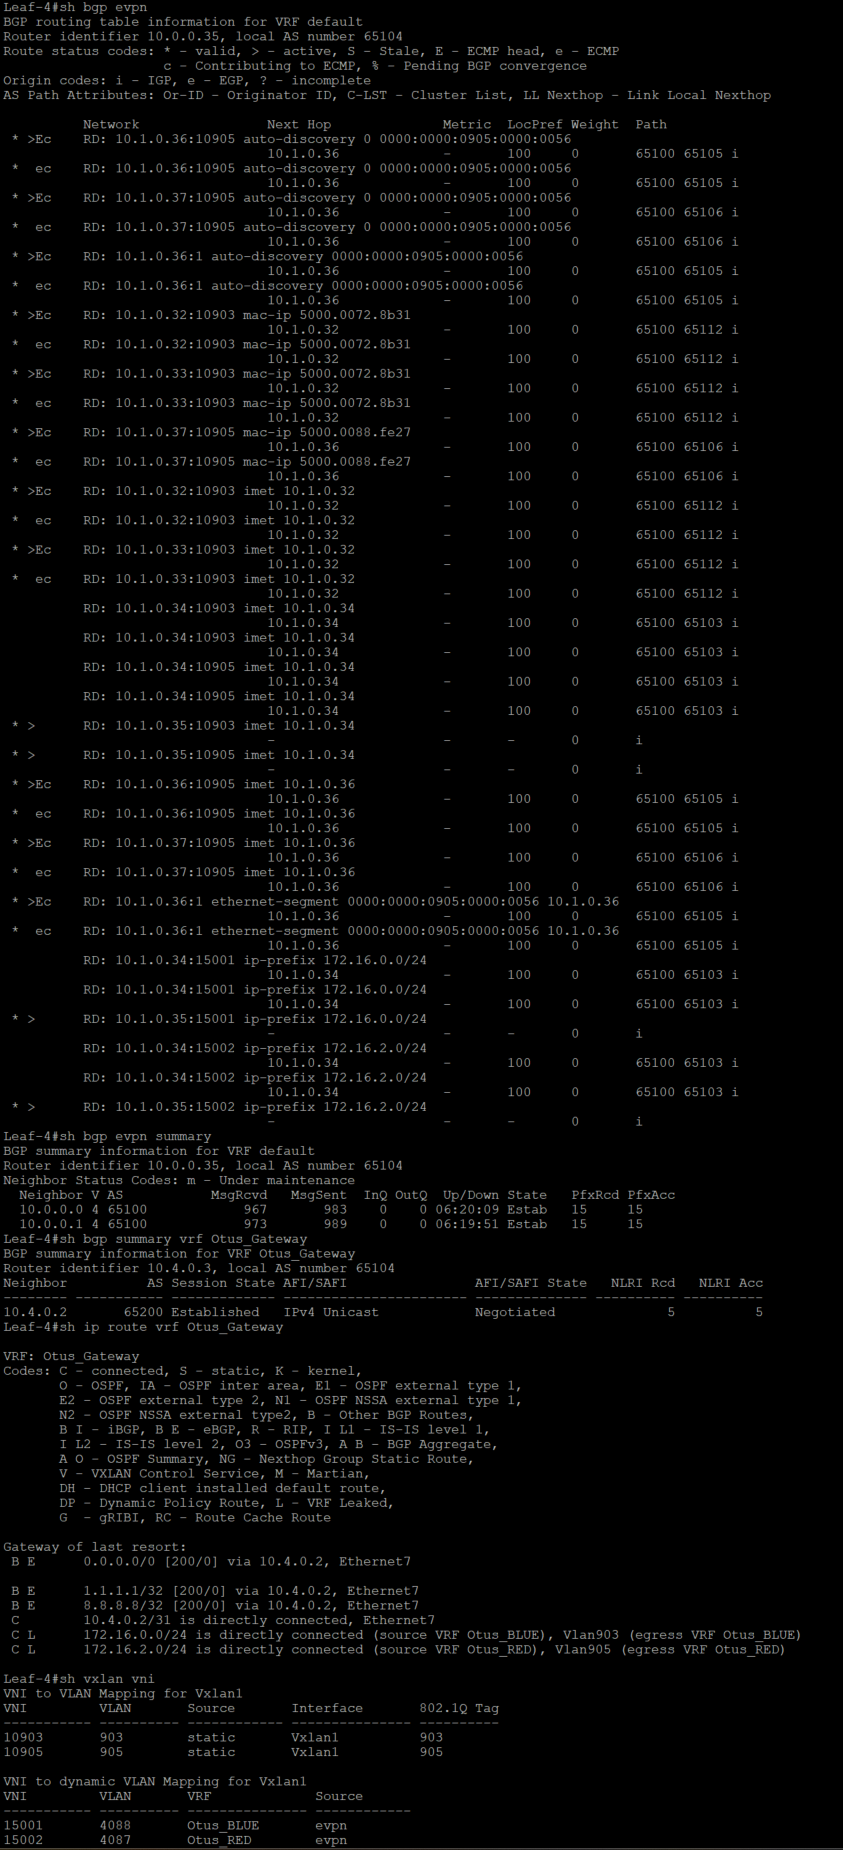 Leaf-4#sh bgp evpn
BGP routing table information for VRF default
Router identifier 10.0.0.35, local AS number 65104
Route status codes: * - valid, > - active, S - Stale, E - ECMP head, e - ECMP
                    c - Contributing to ECMP, % - Pending BGP convergence
Origin codes: i - IGP, e - EGP, ? - incomplete
AS Path Attributes: Or-ID - Originator ID, C-LST - Cluster List, LL Nexthop - Link Local Nexthop

          Network                Next Hop              Metric  LocPref Weight  Path
 * >Ec    RD: 10.1.0.36:10905 auto-discovery 0 0000:0000:0905:0000:0056
                                 10.1.0.36             -       100     0       65100 65105 i
 *  ec    RD: 10.1.0.36:10905 auto-discovery 0 0000:0000:0905:0000:0056
                                 10.1.0.36             -       100     0       65100 65105 i
 * >Ec    RD: 10.1.0.37:10905 auto-discovery 0 0000:0000:0905:0000:0056
                                 10.1.0.36             -       100     0       65100 65106 i
 *  ec    RD: 10.1.0.37:10905 auto-discovery 0 0000:0000:0905:0000:0056
                                 10.1.0.36             -       100     0       65100 65106 i
 * >Ec    RD: 10.1.0.36:1 auto-discovery 0000:0000:0905:0000:0056
                                 10.1.0.36             -       100     0       65100 65105 i
 *  ec    RD: 10.1.0.36:1 auto-discovery 0000:0000:0905:0000:0056
                                 10.1.0.36             -       100     0       65100 65105 i
 * >Ec    RD: 10.1.0.32:10903 mac-ip 5000.0072.8b31
                                 10.1.0.32             -       100     0       65100 65112 i
 *  ec    RD: 10.1.0.32:10903 mac-ip 5000.0072.8b31
                                 10.1.0.32             -       100     0       65100 65112 i
 * >Ec    RD: 10.1.0.33:10903 mac-ip 5000.0072.8b31
                                 10.1.0.32             -       100     0       65100 65112 i
 *  ec    RD: 10.1.0.33:10903 mac-ip 5000.0072.8b31
                                 10.1.0.32             -       100     0       65100 65112 i
 * >Ec    RD: 10.1.0.37:10905 mac-ip 5000.0088.fe27
                                 10.1.0.36             -       100     0       65100 65106 i
 *  ec    RD: 10.1.0.37:10905 mac-ip 5000.0088.fe27
                                 10.1.0.36             -       100     0       65100 65106 i
 * >Ec    RD: 10.1.0.32:10903 imet 10.1.0.32
                                 10.1.0.32             -       100     0       65100 65112 i
 *  ec    RD: 10.1.0.32:10903 imet 10.1.0.32
                                 10.1.0.32             -       100     0       65100 65112 i
 * >Ec    RD: 10.1.0.33:10903 imet 10.1.0.32
                                 10.1.0.32             -       100     0       65100 65112 i
 *  ec    RD: 10.1.0.33:10903 imet 10.1.0.32
                                 10.1.0.32             -       100     0       65100 65112 i
          RD: 10.1.0.34:10903 imet 10.1.0.34
                                 10.1.0.34             -       100     0       65100 65103 i
          RD: 10.1.0.34:10903 imet 10.1.0.34
                                 10.1.0.34             -       100     0       65100 65103 i
          RD: 10.1.0.34:10905 imet 10.1.0.34
                                 10.1.0.34             -       100     0       65100 65103 i
          RD: 10.1.0.34:10905 imet 10.1.0.34
                                 10.1.0.34             -       100     0       65100 65103 i
 * >      RD: 10.1.0.35:10903 imet 10.1.0.34
                                 -                     -       -       0       i
 * >      RD: 10.1.0.35:10905 imet 10.1.0.34
                                 -                     -       -       0       i
 * >Ec    RD: 10.1.0.36:10905 imet 10.1.0.36
                                 10.1.0.36             -       100     0       65100 65105 i
 *  ec    RD: 10.1.0.36:10905 imet 10.1.0.36
                                 10.1.0.36             -       100     0       65100 65105 i
 * >Ec    RD: 10.1.0.37:10905 imet 10.1.0.36
                                 10.1.0.36             -       100     0       65100 65106 i
 *  ec    RD: 10.1.0.37:10905 imet 10.1.0.36
                                 10.1.0.36             -       100     0       65100 65106 i
 * >Ec    RD: 10.1.0.36:1 ethernet-segment 0000:0000:0905:0000:0056 10.1.0.36
                                 10.1.0.36             -       100     0       65100 65105 i
 *  ec    RD: 10.1.0.36:1 ethernet-segment 0000:0000:0905:0000:0056 10.1.0.36
                                 10.1.0.36             -       100     0       65100 65105 i
          RD: 10.1.0.34:15001 ip-prefix 172.16.0.0/24
                                 10.1.0.34             -       100     0       65100 65103 i
          RD: 10.1.0.34:15001 ip-prefix 172.16.0.0/24
                                 10.1.0.34             -       100     0       65100 65103 i
 * >      RD: 10.1.0.35:15001 ip-prefix 172.16.0.0/24
                                 -                     -       -       0       i
          RD: 10.1.0.34:15002 ip-prefix 172.16.2.0/24
                                 10.1.0.34             -       100     0       65100 65103 i
          RD: 10.1.0.34:15002 ip-prefix 172.16.2.0/24
                                 10.1.0.34             -       100     0       65100 65103 i
 * >      RD: 10.1.0.35:15002 ip-prefix 172.16.2.0/24
                                 -                     -       -       0       i
Leaf-4#sh bgp evpn summary
BGP summary information for VRF default
Router identifier 10.0.0.35, local AS number 65104
Neighbor Status Codes: m - Under maintenance
  Neighbor V AS           MsgRcvd   MsgSent  InQ OutQ  Up/Down State   PfxRcd PfxAcc
  10.0.0.0 4 65100            967       983    0    0 06:20:09 Estab   15     15
  10.0.0.1 4 65100            973       989    0    0 06:19:51 Estab   15     15
Leaf-4#sh bgp summary vrf Otus_Gateway
BGP summary information for VRF Otus_Gateway
Router identifier 10.4.0.3, local AS number 65104
Neighbor          AS Session State AFI/SAFI                AFI/SAFI State   NLRI Rcd   NLRI Acc
-------- ----------- ------------- ----------------------- -------------- ---------- ----------
10.4.0.2       65200 Established   IPv4 Unicast            Negotiated              5          5
Leaf-4#sh ip route vrf Otus_Gateway

VRF: Otus_Gateway
Codes: C - connected, S - static, K - kernel,
       O - OSPF, IA - OSPF inter area, E1 - OSPF external type 1,
       E2 - OSPF external type 2, N1 - OSPF NSSA external type 1,
       N2 - OSPF NSSA external type2, B - Other BGP Routes,
       B I - iBGP, B E - eBGP, R - RIP, I L1 - IS-IS level 1,
       I L2 - IS-IS level 2, O3 - OSPFv3, A B - BGP Aggregate,
       A O - OSPF Summary, NG - Nexthop Group Static Route,
       V - VXLAN Control Service, M - Martian,
       DH - DHCP client installed default route,
       DP - Dynamic Policy Route, L - VRF Leaked,
       G  - gRIBI, RC - Route Cache Route

Gateway of last resort:
 B E      0.0.0.0/0 [200/0] via 10.4.0.2, Ethernet7

 B E      1.1.1.1/32 [200/0] via 10.4.0.2, Ethernet7
 B E      8.8.8.8/32 [200/0] via 10.4.0.2, Ethernet7
 C        10.4.0.2/31 is directly connected, Ethernet7
 C L      172.16.0.0/24 is directly connected (source VRF Otus_BLUE), Vlan903 (egress VRF Otus_BLUE)
 C L      172.16.2.0/24 is directly connected (source VRF Otus_RED), Vlan905 (egress VRF Otus_RED)

Leaf-4#sh vxlan vni
VNI to VLAN Mapping for Vxlan1
VNI         VLAN       Source       Interface       802.1Q Tag
----------- ---------- ------------ --------------- ----------
10903       903        static       Vxlan1          903
10905       905        static       Vxlan1          905

VNI to dynamic VLAN Mapping for Vxlan1
VNI         VLAN       VRF             Source
----------- ---------- --------------- ------------
15001       4088       Otus_BLUE       evpn
15002       4087       Otus_RED        evpn